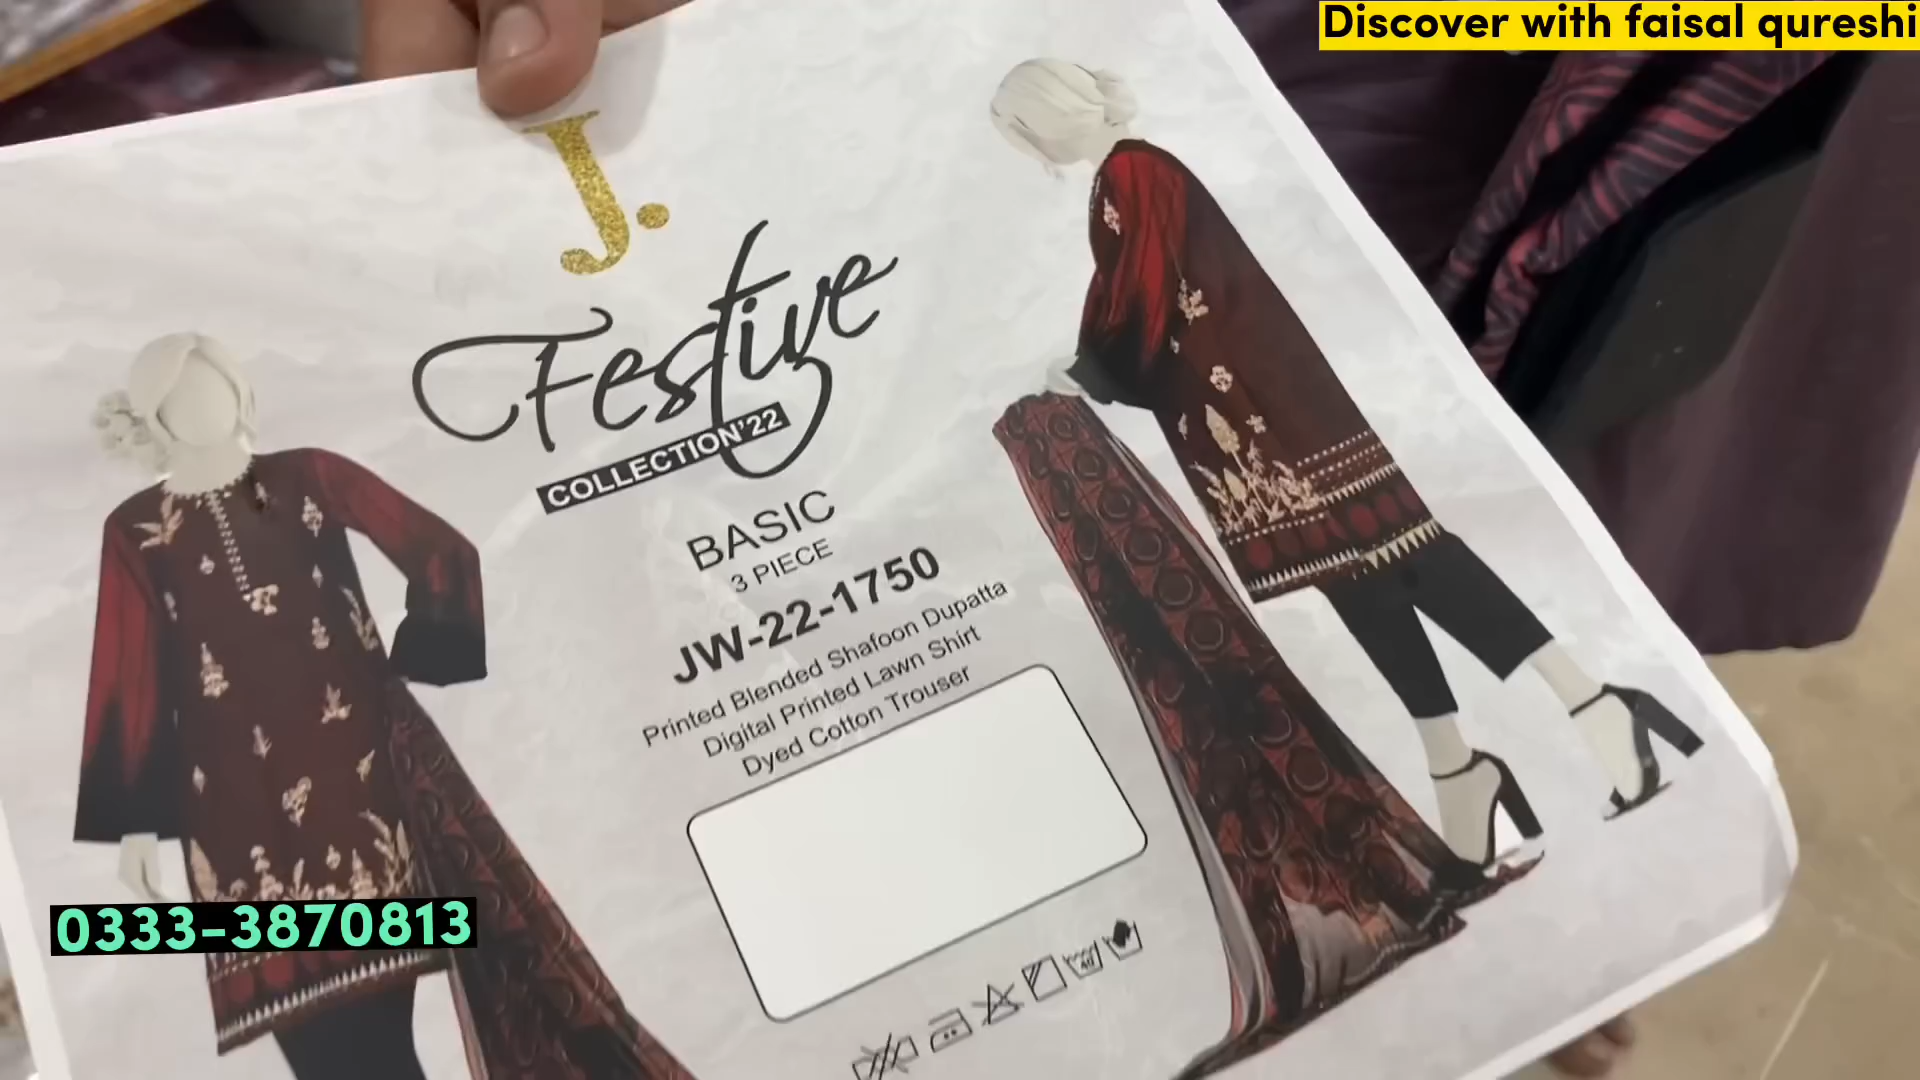 Discover with faisal qureshi
J.
Festive
COLLECTION'22
BASIC
3 PIECE
JW-22-1750
Printed Blended Shafoon Dupatta
Digital Printed Lawn Shirt
Dyed Cotton Trouser
0333-3870813
40